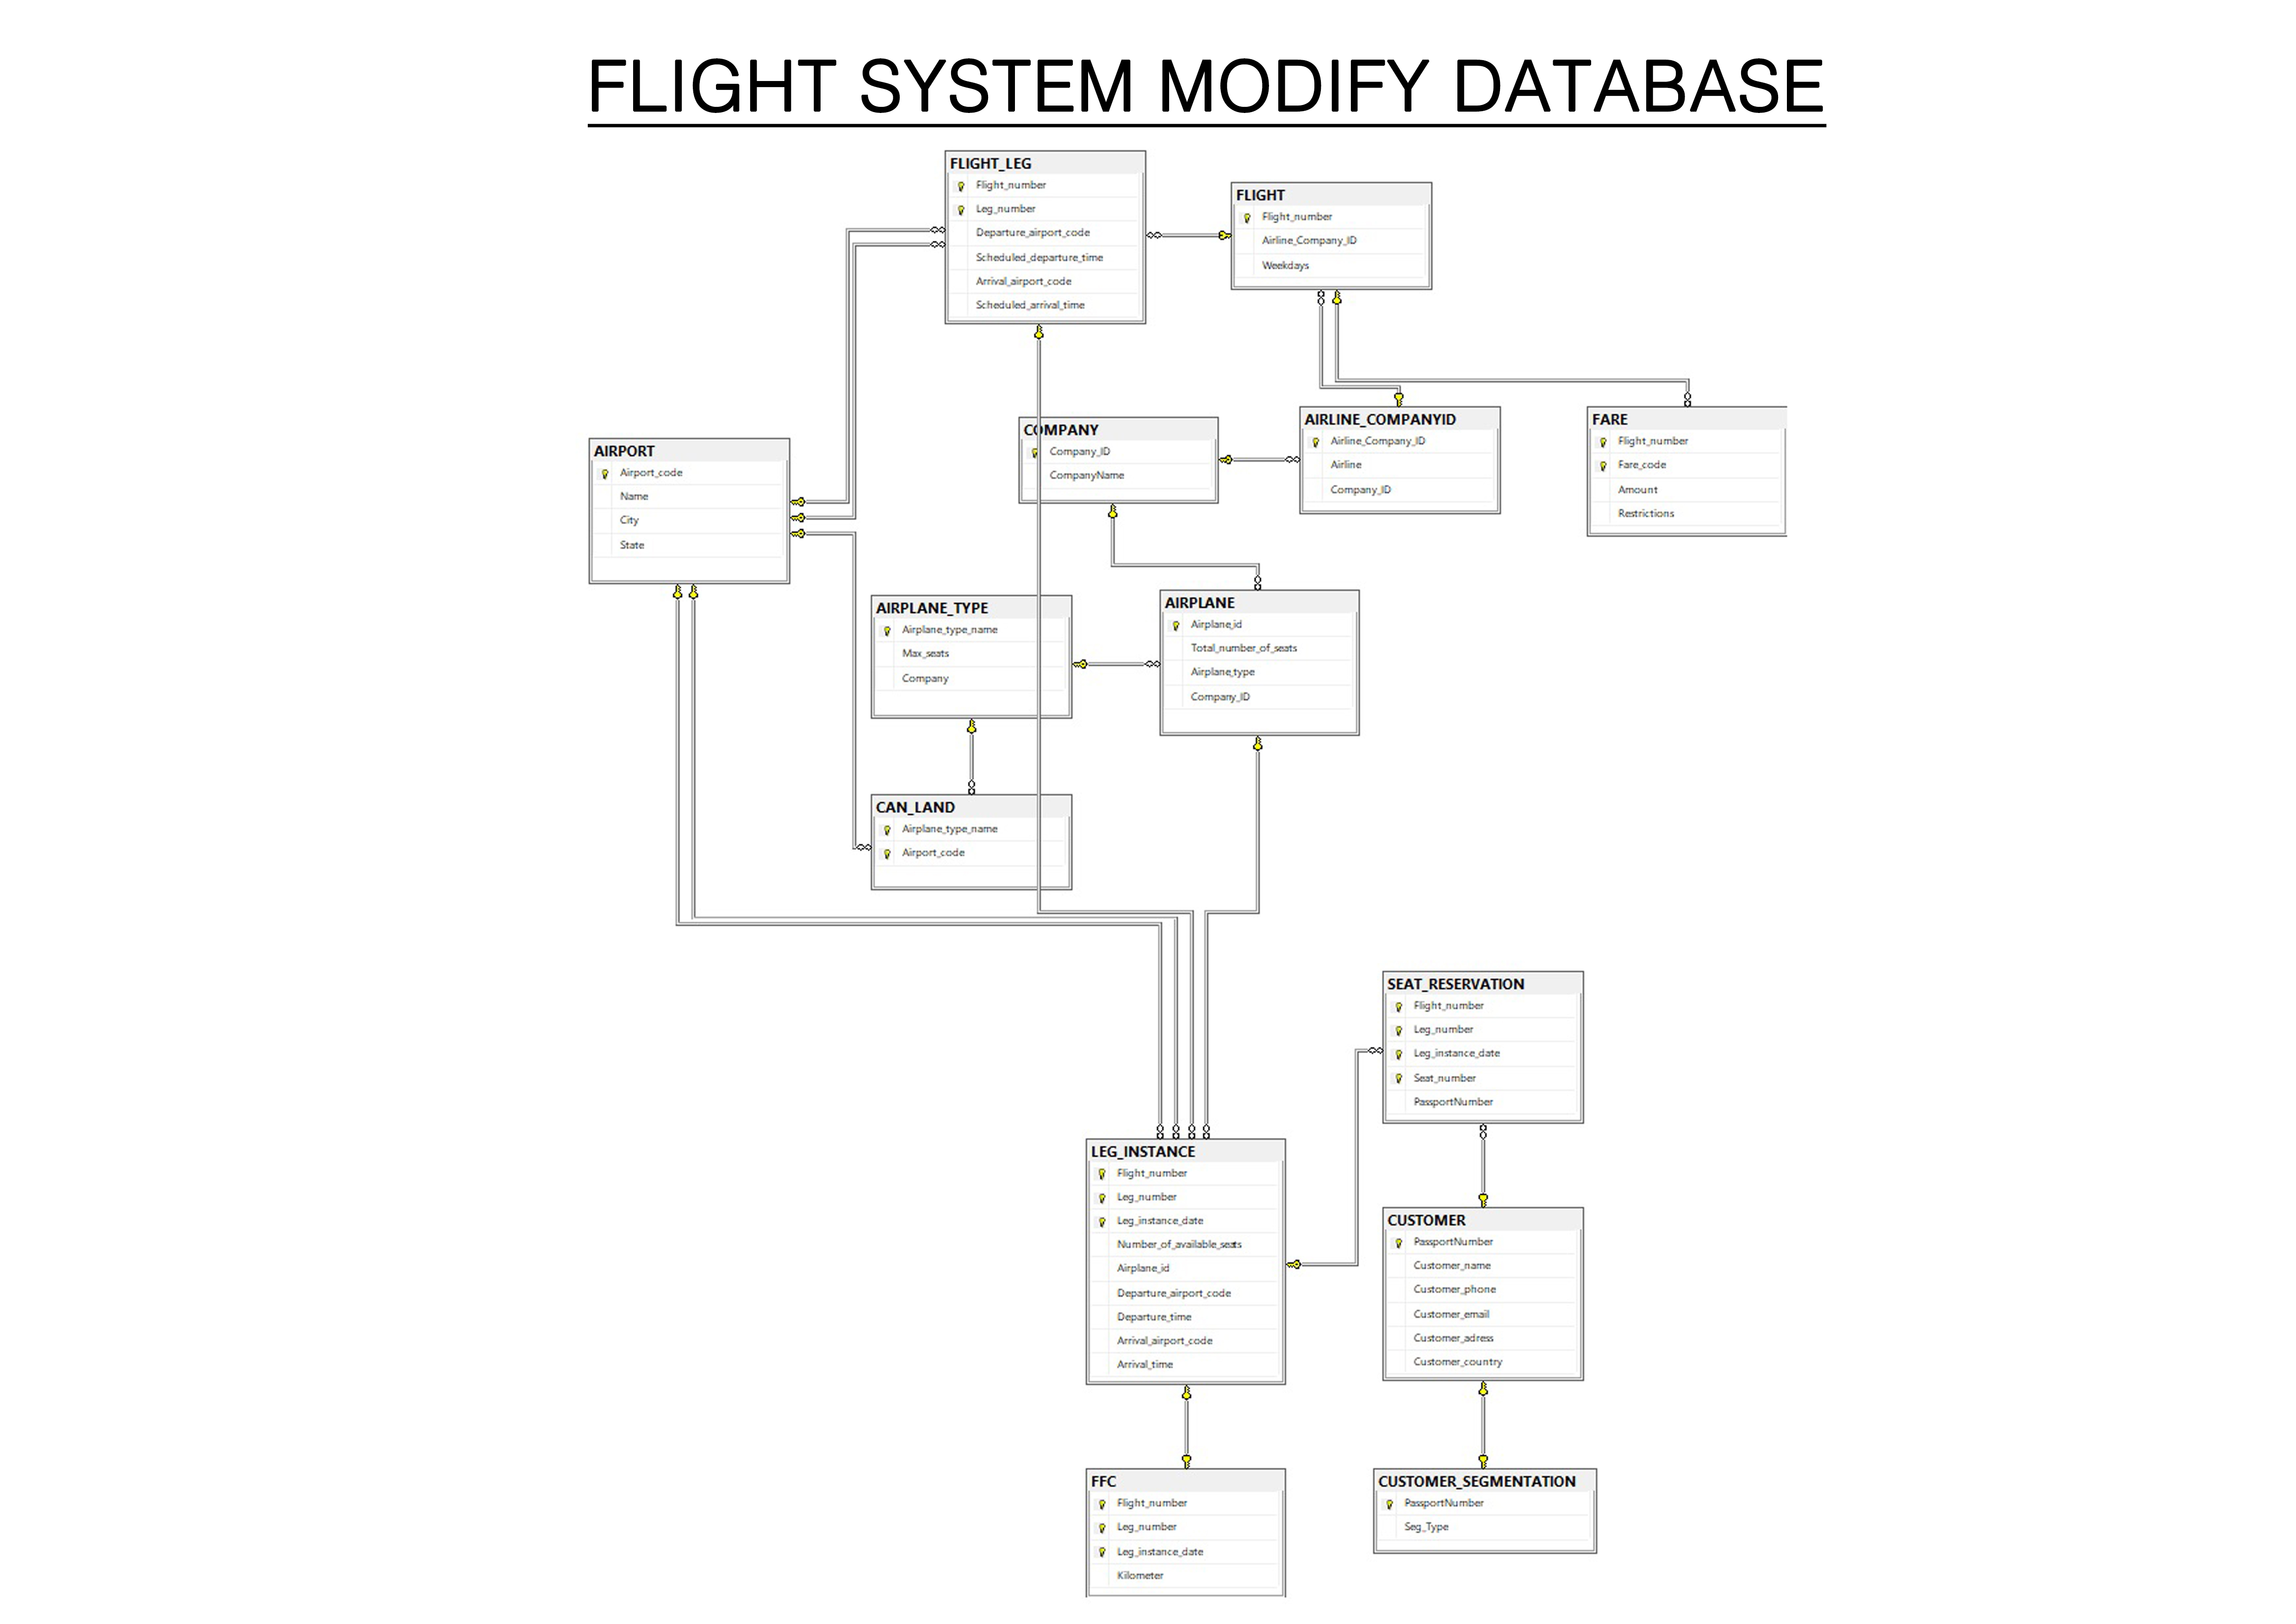 FLIGHT SYSTEM MODIFY DATABASE
FLIGHT_LEG
Flight_number
Leg_number
Departure_airport_code
Scheduled_departure_time
Arrival_airport_code
Scheduled_arrival_time
FLIGHT
Flight_number
Airline_Company_ID
Weekdays
AIRPORT
Airport_code
Name
City
State
COMPANY
Company_ID
CompanyName
AIRLINE_COMPANYID
Airline_Company_ID
Airline
Company_ID
FARE
Flight_number
Fare_code
Amount
Restrictions
AIRPLANE_TYPE
Airplane_type_name
Max_seats
Company
AIRPLANE
Airplane_id
Total_number_of_seats
Airplane_type
Company_ID
CAN_LAND
Airplane_type_name
Airport_code
SEAT_RESERVATION
Flight_number
Leg_number
Leg_instance_date
Seat_number
PassportNumber
LEG_INSTANCE
Flight_number
Leg_number
Leg_instance_date
Number_of_available_seats
Airplane_id
Departure_airport_code
Departure_time
Arrival_airport_code
Arrival_time
CUSTOMER
PassportNumber
Customer_name
Customer_phone
Customer_email
Customer_adress
Customer_country
FFC
Flight_number
Leg_number
Leg_instance_date
Kilometer
CUSTOMER_SEGMENTATION
PassportNumber
Seg_Type